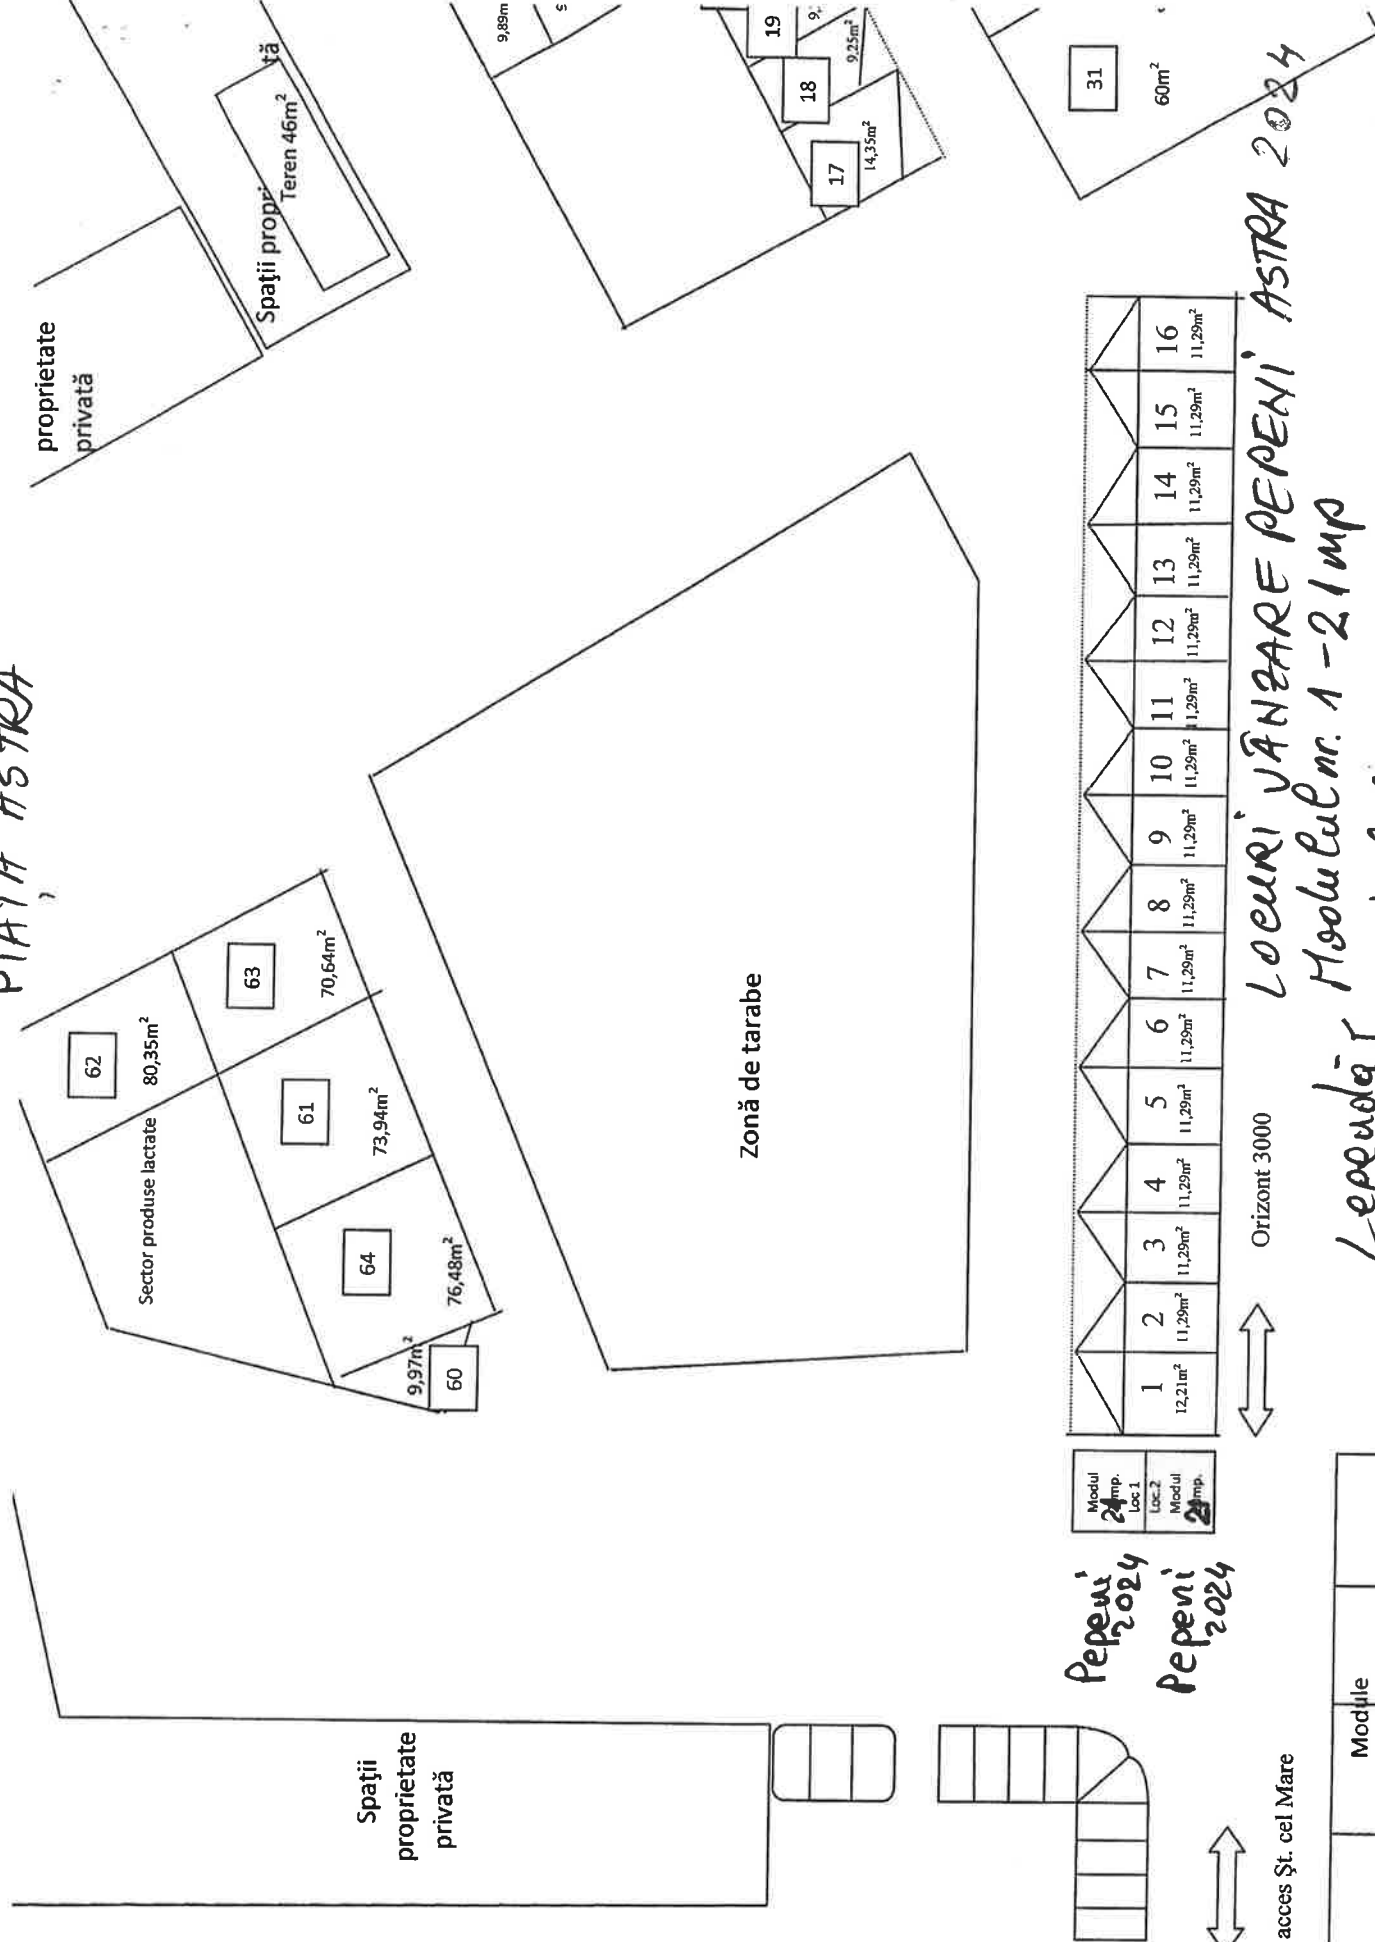 PIAȚA ASTRA
proprietate
privată
Spații propri
tă
Teren 46m²
9,89m
19
18
17
9,25m²
14,35m²
31
60m²
62
80,35m²
63
70,64m²
Sector produse lactate
61
73,94m²
64
76,48m²
9,97m²
60
Zonă de tarabe
Spații
proprietate
privată
1
12,21m²
2
11,29m²
3
11,29m²
4
11,29m²
5
11,29m²
6
11,29m²
7
11,29m²
8
11,29m²
9
11,29m²
10
11,29m²
11
11,29m²
12
11,29m²
13
11,29m²
14
11,29m²
15
11,29m²
16
11,29m²
Modul
21mp.
Loc 1
Loc.2
Modul
21mp.
Pepeni
2024
Pepeni
2024
Orizont 3000
LOCURI VÂNZARE PEPENI ASTRA 2024
Modulul nr. 1 - 21 mp
acces Șt. cel Mare
Module